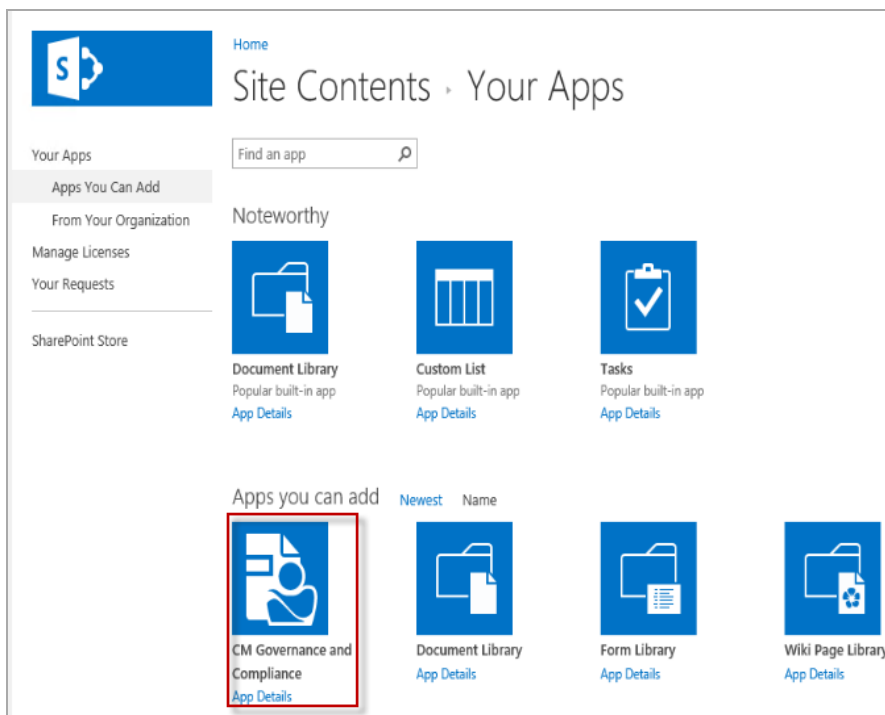 S
Home
Site Contents ▸ Your Apps
Find an app
Your Apps
Apps You Can Add
From Your Organization
Manage Licenses
Your Requests
SharePoint Store
Noteworthy
Document Library
Popular built-in app
App Details
Custom List
Popular built-in app
App Details
Tasks
Popular built-in app
App Details
Apps you can add Newest Name
CM Governance and
Compliance
App Details
Document Library
App Details
Form Library
App Details
Wiki Page Library
App Details